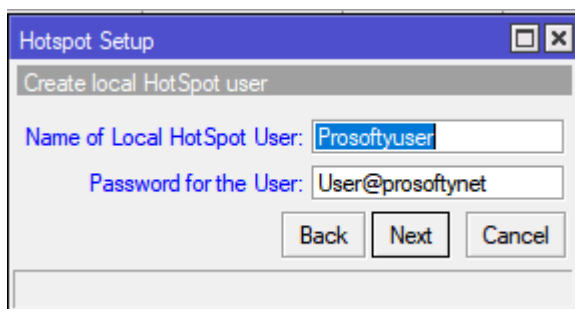 Hotspot Setup
Create local HotSpot user
Name of Local HotSpot User: Prosoftyuser
Password for the User: User@prosoftynet
Back Next Cancel